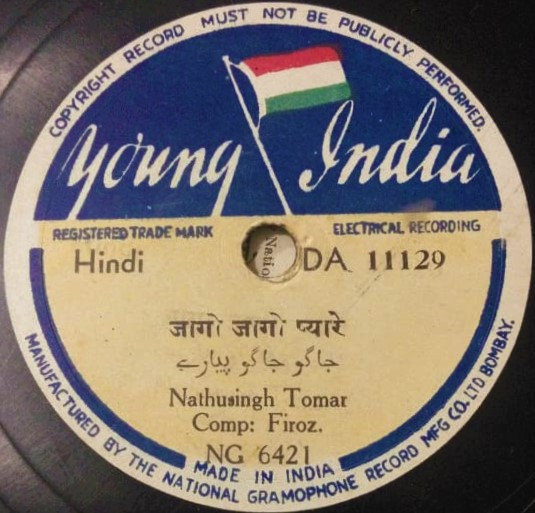 COPYRIGHT RECORD MUST NOT BE PUBLICLY PERFORMED.
Young India
REGISTERED TRADE MARK
ELECTRICAL RECORDING
Hindi
Natio
DA 11129
जागो जागो प्यारे
جاگو جاگو پیارے
Nathusingh Tomar
Comp: Firoz.
NG 6421
MADE IN INDIA
MANUFACTURED BY THE NATIONAL GRAMOPHONE RECORD MFG CO. LTD BOMBAY.